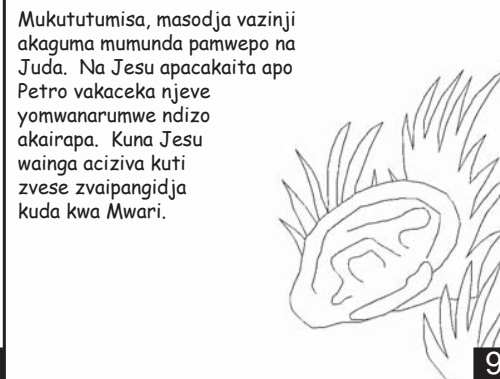 Mukututumisa, masodja vazinji
akaguma mumunda pamwepo na
Juda. Na Jesu apacakaita apo
Petro vakaceka njeve
yomwanarumwe ndizo
akairapa. Kuna Jesu
wainga aciziva kuti
zvese zvaipangidja
kuda kwa Mwari.
9